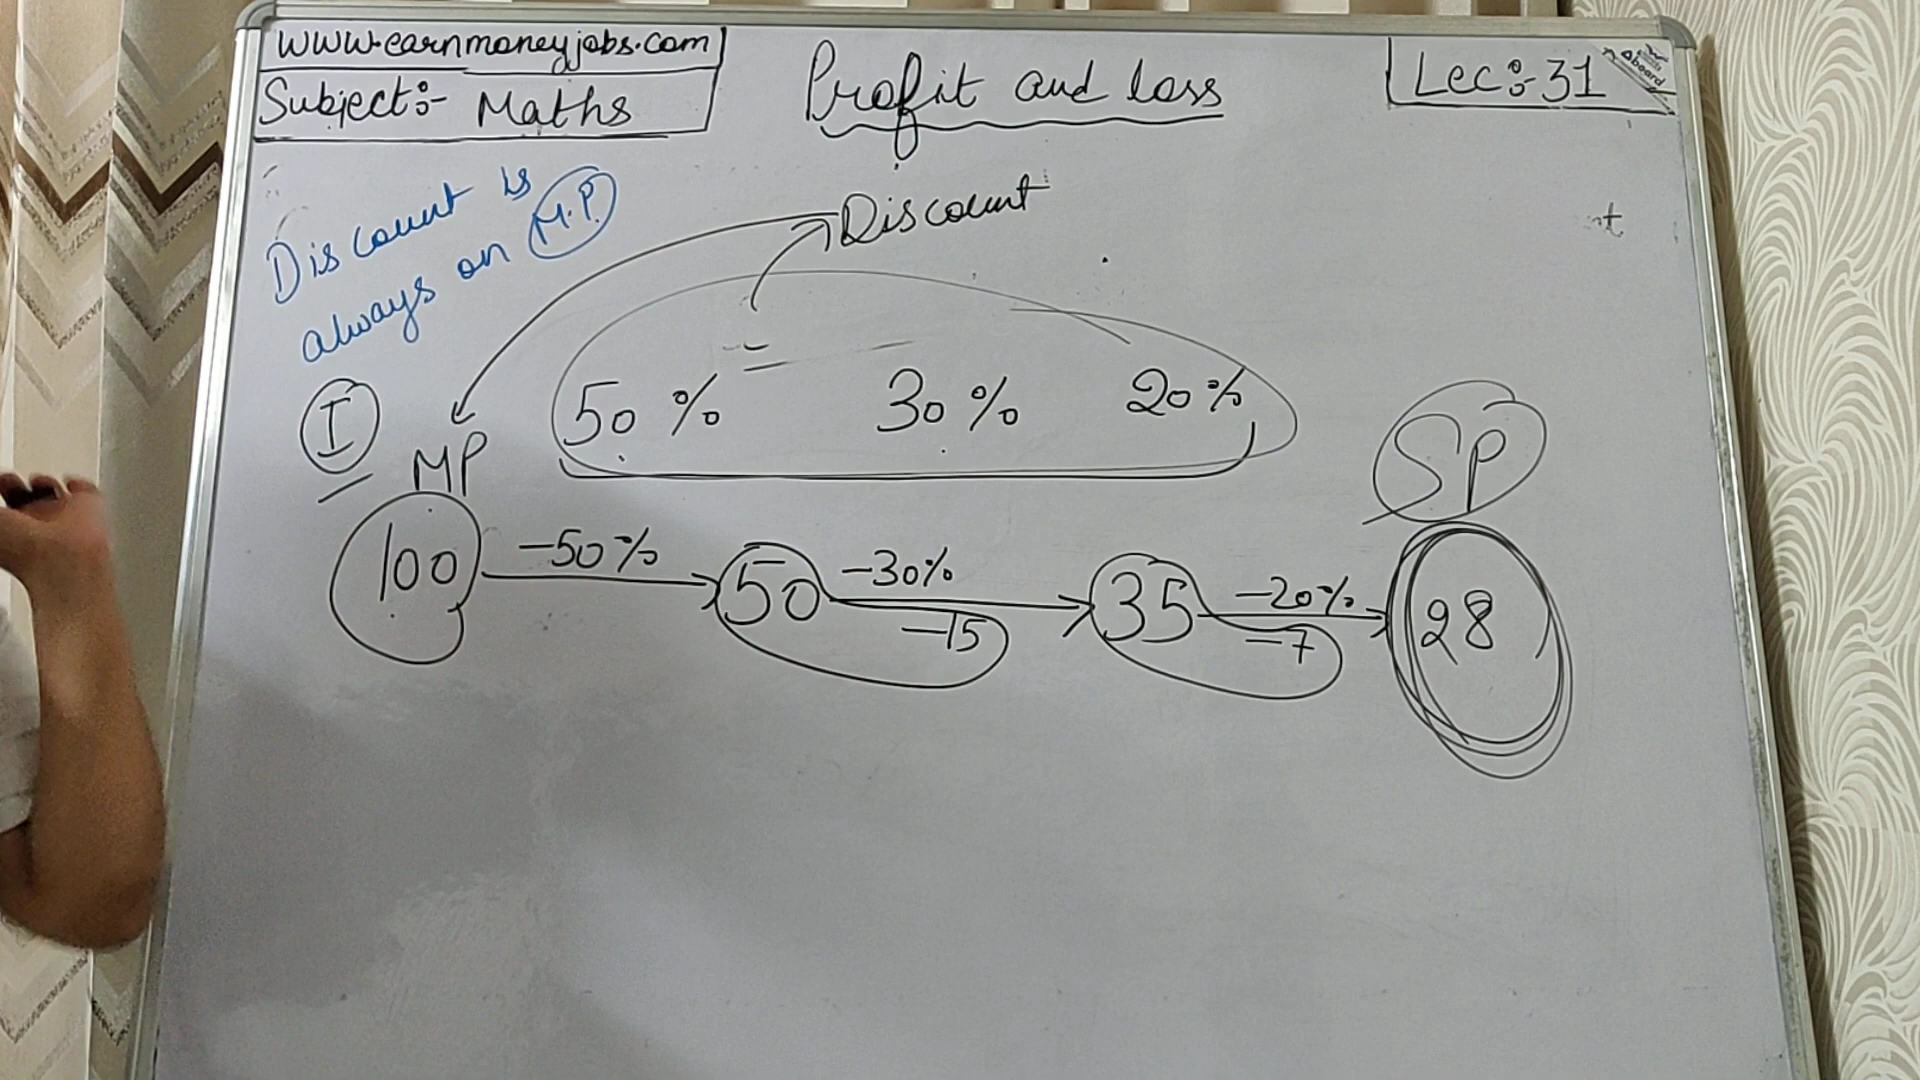 www.earnmoneyjobs.com
Subject:- Maths
Profit and loss
Lec:-31
Aboard
Discount is
always on M.P.
Discount
I
50% 30% 20%
MP
SP
100 -50% 50 -30% 35 -20% 28
-15 -7